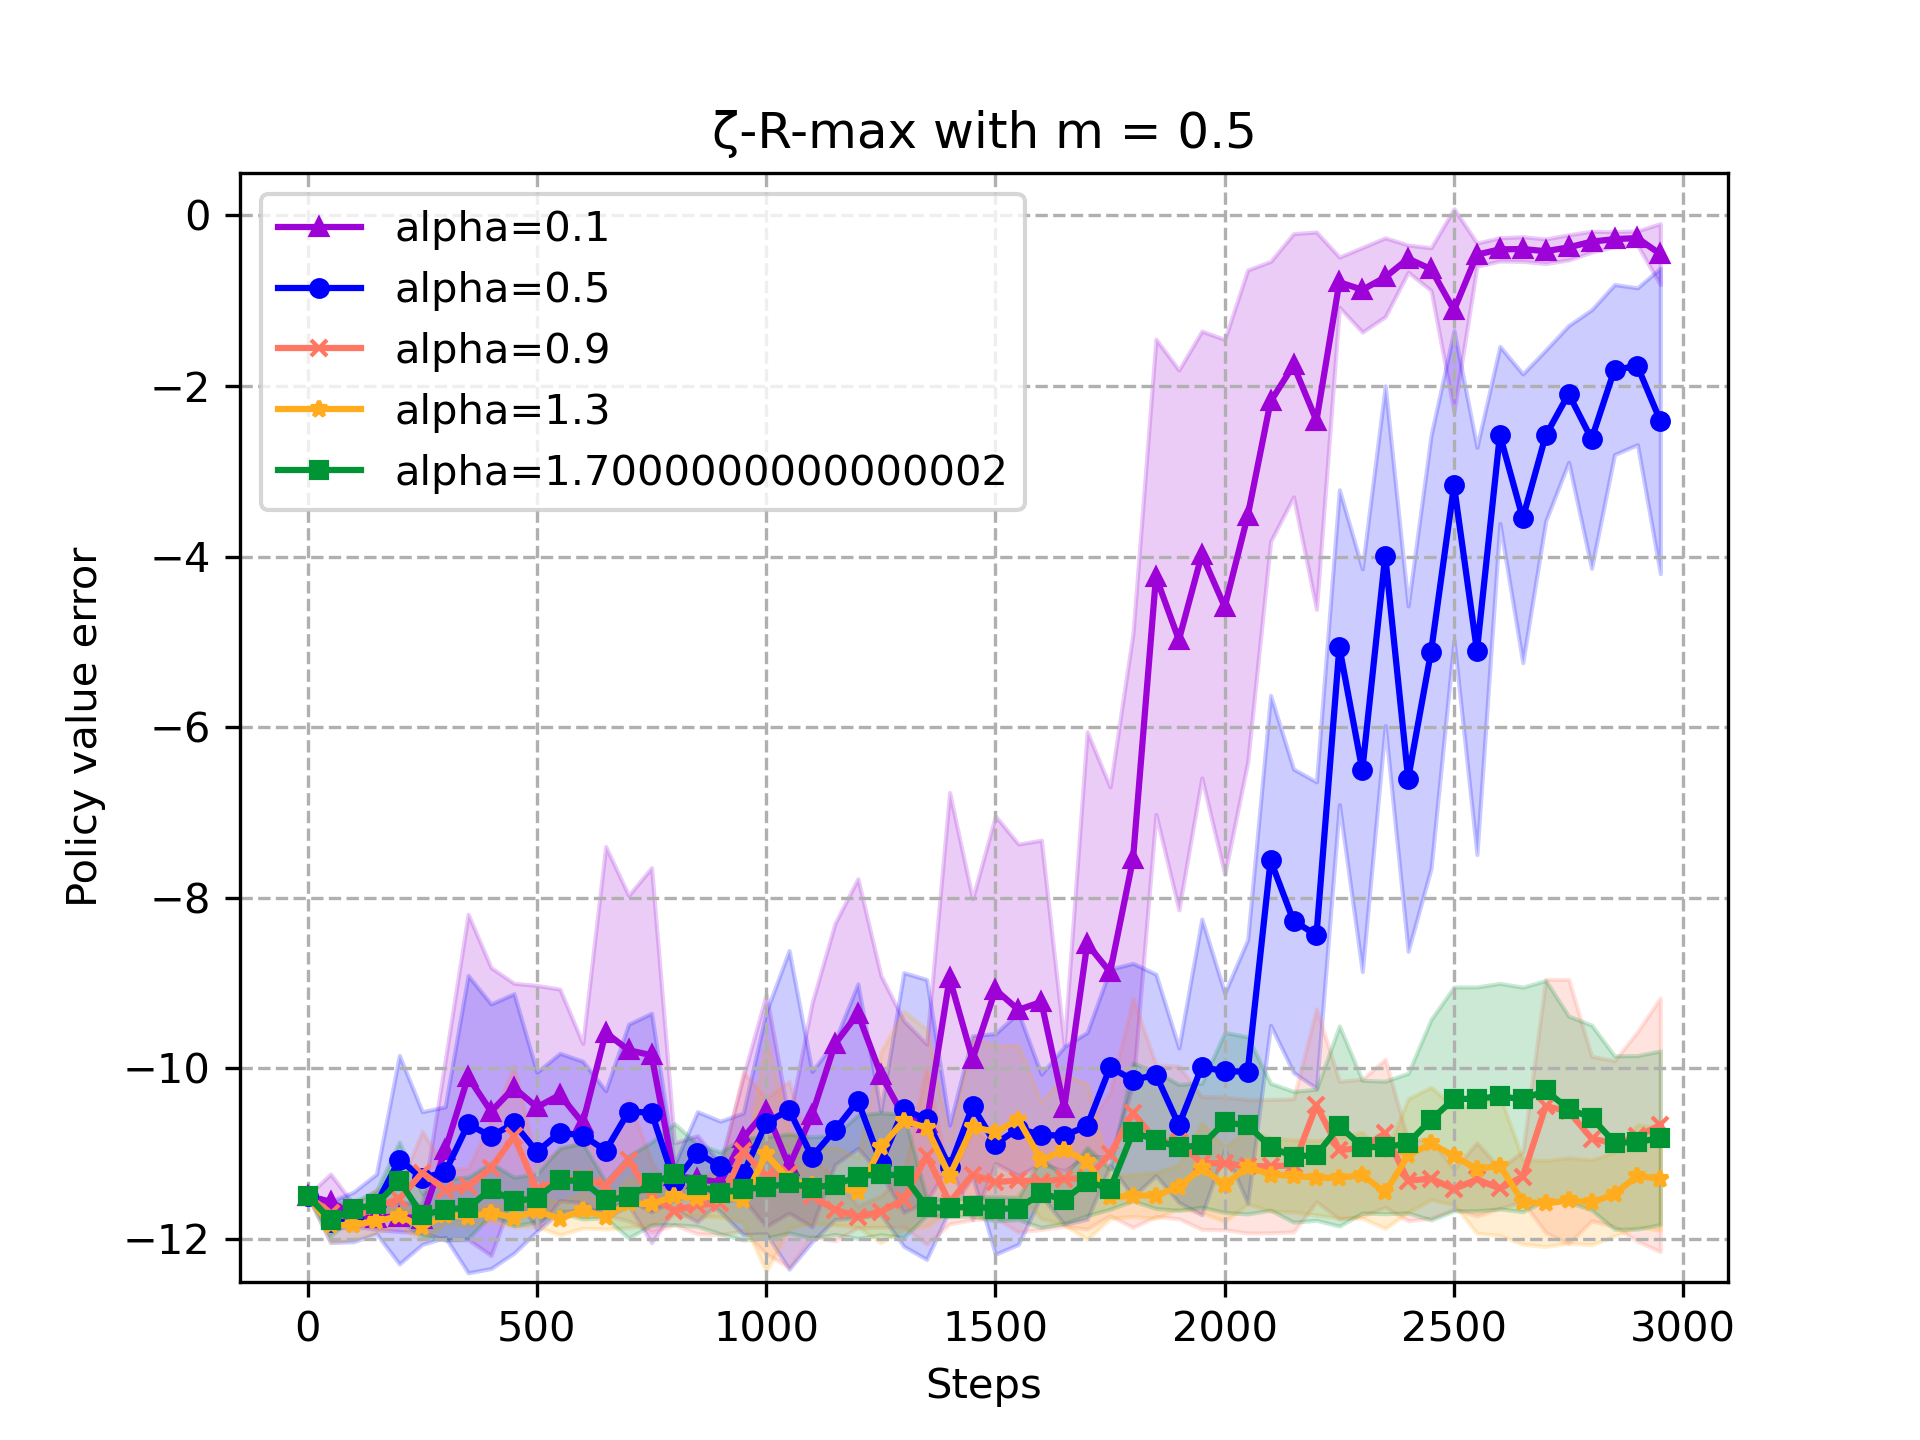 ζ-R-max with m = 0.5
alpha=0.1
alpha=0.5
alpha=0.9
alpha=1.3
alpha=1.7000000000000002
Policy value error
0
−2
−4
−6
−8
−10
−12
0 500 1000 1500 2000 2500 3000
Steps